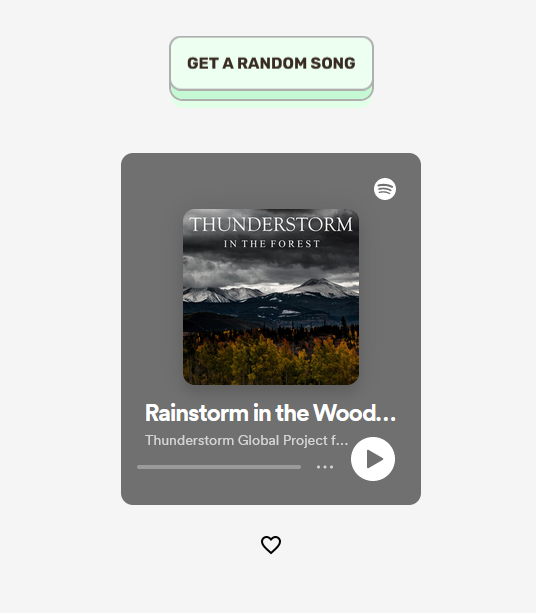 GET A RANDOM SONG
THUNDERSTORM
IN THE FOREST
Rainstorm in the Wood...
Thunderstorm Global Project f...